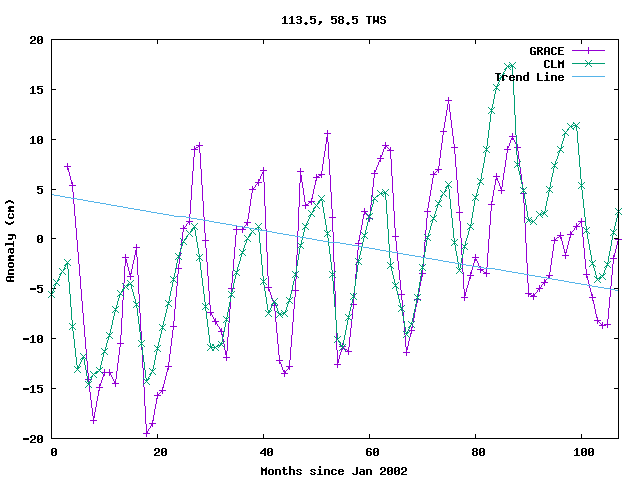 113.5, 58.5 TWS
GRACE
CLM
Trend Line
20
15
10
5
0
-5
-10
-15
-20
Anomaly (cm)
0 20 40 60 80 100
Months since Jan 2002